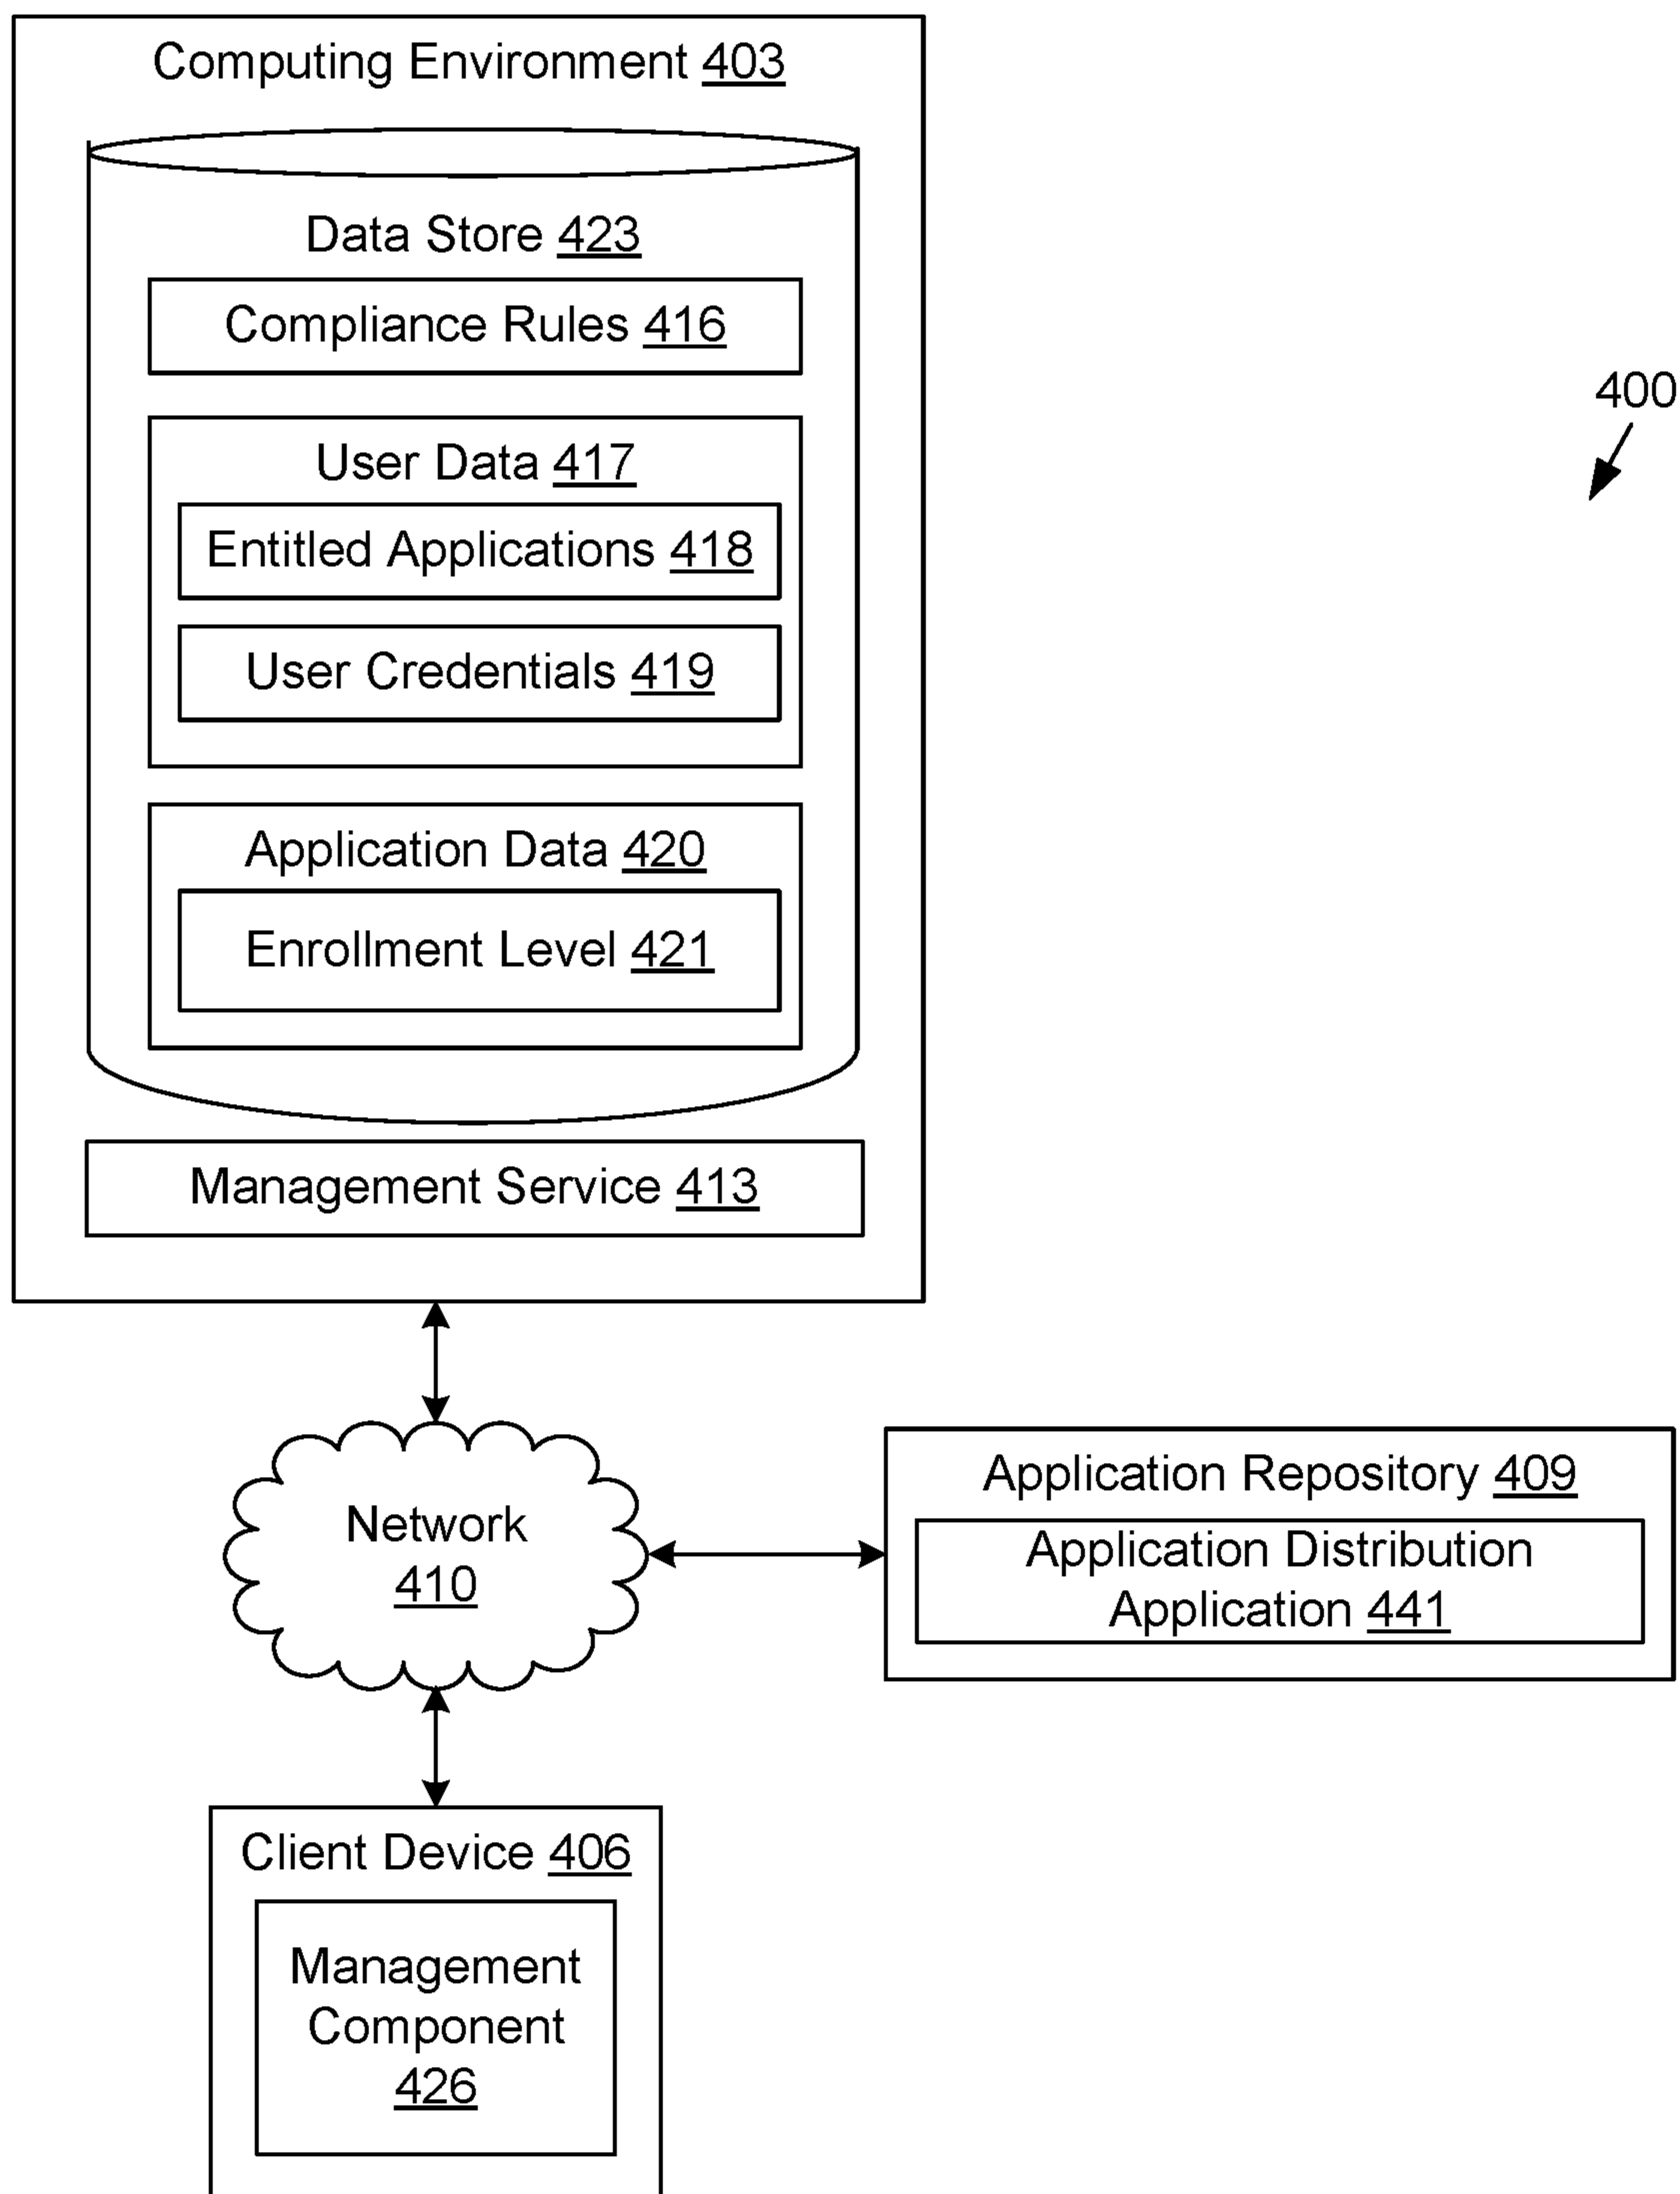 Computing Environment 403
Data Store 423
Compliance Rules 416
400
User Data 417
Entitled Applications 418
User Credentials 419
Application Data 420
Enrollment Level 421
Management Service 413
Network
410
Application Repository 409
Application Distribution
Application 441
Client Device 406
Management
Component
426